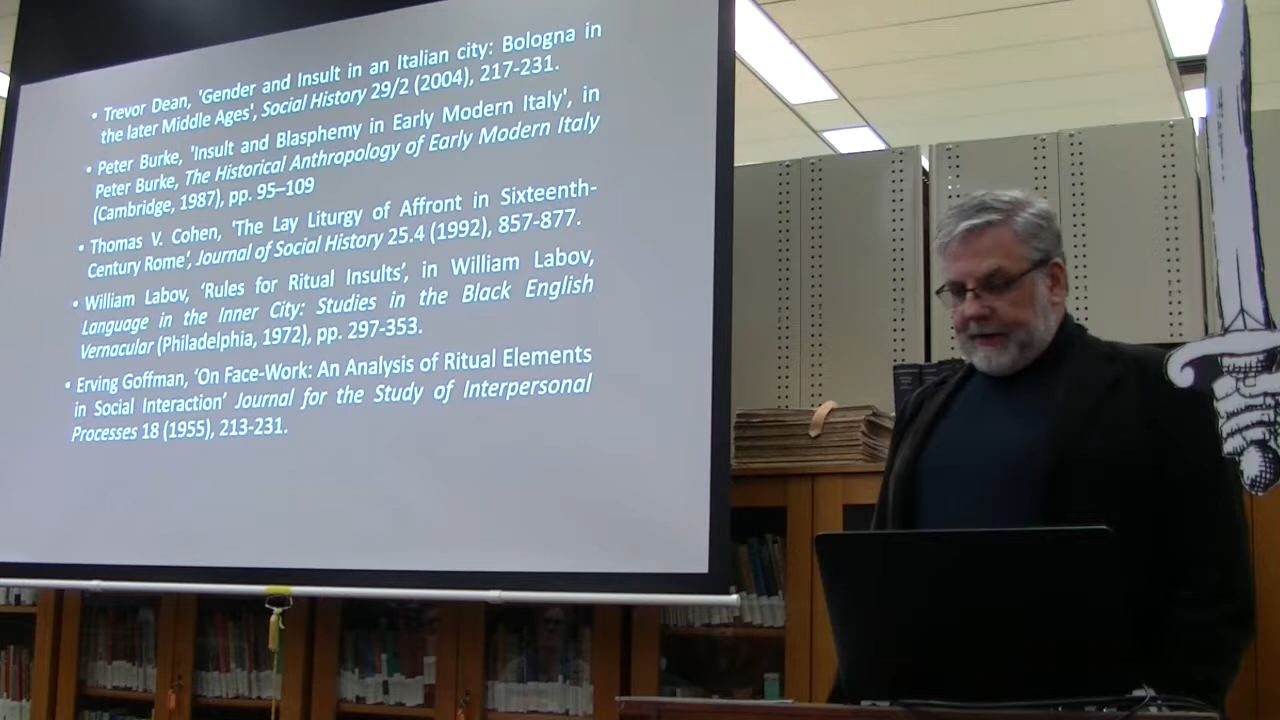 • Trevor Dean, 'Gender and Insult in an Italian city: Bologna in
the later Middle Ages', Social History 29/2 (2004), 217-231.
• Peter Burke, 'Insult and Blasphemy in Early Modern Italy', in
Peter Burke, The Historical Anthropology of Early Modern Italy
(Cambridge, 1987), pp. 95–109
• Thomas V. Cohen, 'The Lay Liturgy of Affront in Sixteenth-
Century Rome', Journal of Social History 25.4 (1992), 857-877.
• William Labov, ‘Rules for Ritual Insults’, in William Labov,
Language in the Inner City: Studies in the Black English
Vernacular (Philadelphia, 1972), pp. 297-353.
• Erving Goffman, ‘On Face-Work: An Analysis of Ritual Elements
in Social Interaction’ Journal for the Study of Interpersonal
Processes 18 (1955), 213-231.